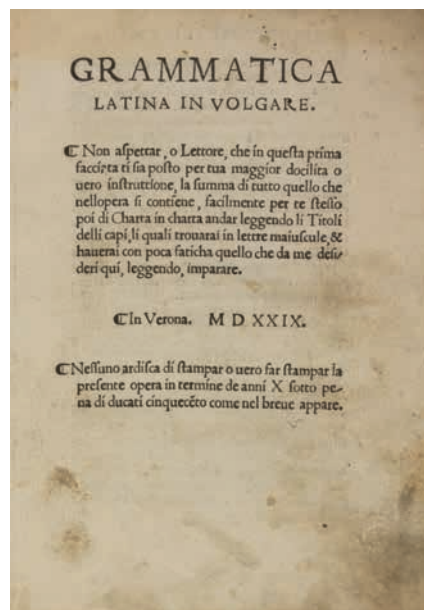 GRAMMATICA
LATINA IN VOLGARE.
☾ Non aſpettar, o Lettore, che in queſta prima
facciata ti ſia poſto per tua maggior docilita o
uero inſtruttione, la ſumma di tutto quello che
nellopera ſi contiene, facilmente per te ſteſſo
poi di Charta in charta andar leggendo li Titoli
delli capi, li quali trouarai in lettre maiuſcule, &
hauerai con poca faticha quello che da me deſi⸗
deri qui, leggendo, imparare.
☾ In Verona. M D XXIX.
☾ Neſſuno ardiſca di ſtampar o uero far ſtampar la
preſente opera in termine de anni X ſotto pe⸗
na di ducati cinquecēto come nel breue appare.